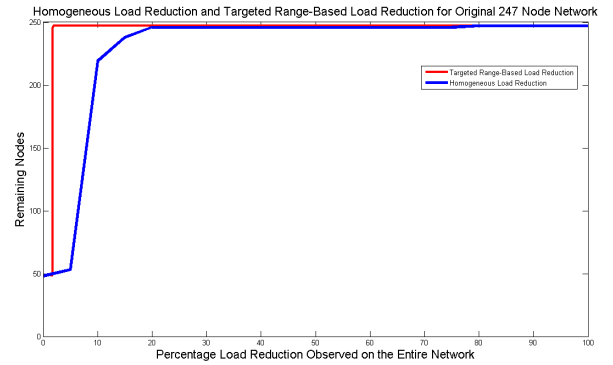 Homogeneous Load Reduction and Targeted Range-Based Load Reduction for Original 247 Node Network
250
200
150
100
50
0
Remaining Nodes
Targeted Range-Based Load Reduction
Homogeneous Load Reduction
0 10 20 30 40 50 60 70 80 90 100
Percentage Load Reduction Observed on the Entire Network